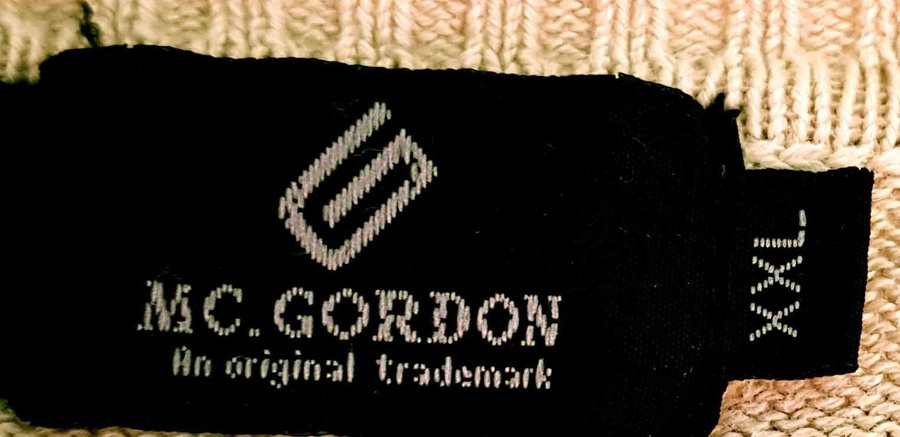 MC.GORDON
An original trademark
XXL